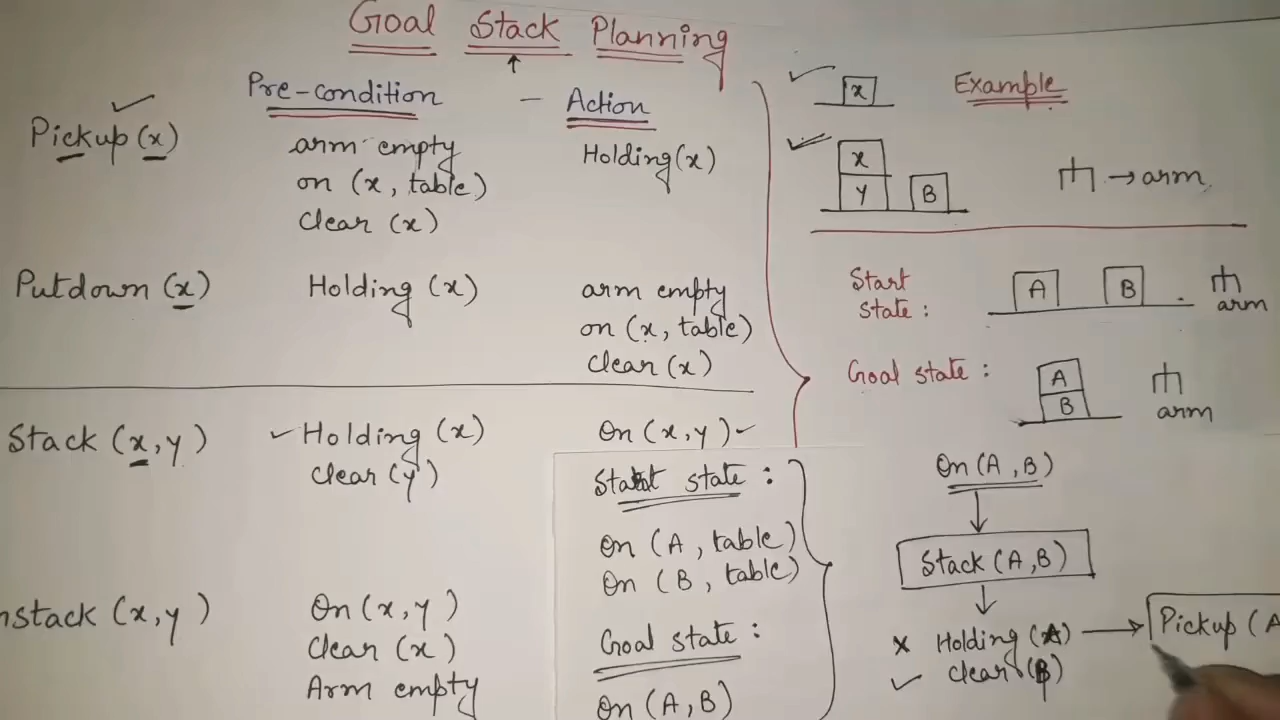 Goal Stack Planning
Pre-condition - Action
Pickup (x)
arm empty
on (x, table)
Clear (x)
Holding (x)
Putdown (x)
Holding (x)
arm empty
on (x, table)
Clear (x)
Stack (x, y)
Holding (x)
Clear (y)
On (x, y)
nstack (x, y)
On (x, y)
Clear (x)
Arm empty
Start state :
On (A, table)
On (B, table)
Goal state :
On (A, B)
Example
x
x
y
B
→ arm
Start
state :
A
B
arm
Goal state :
A
B
arm
On (A, B)
Stack (A, B)
x Holding (A) → Pickup (A
✓ Clear (B)